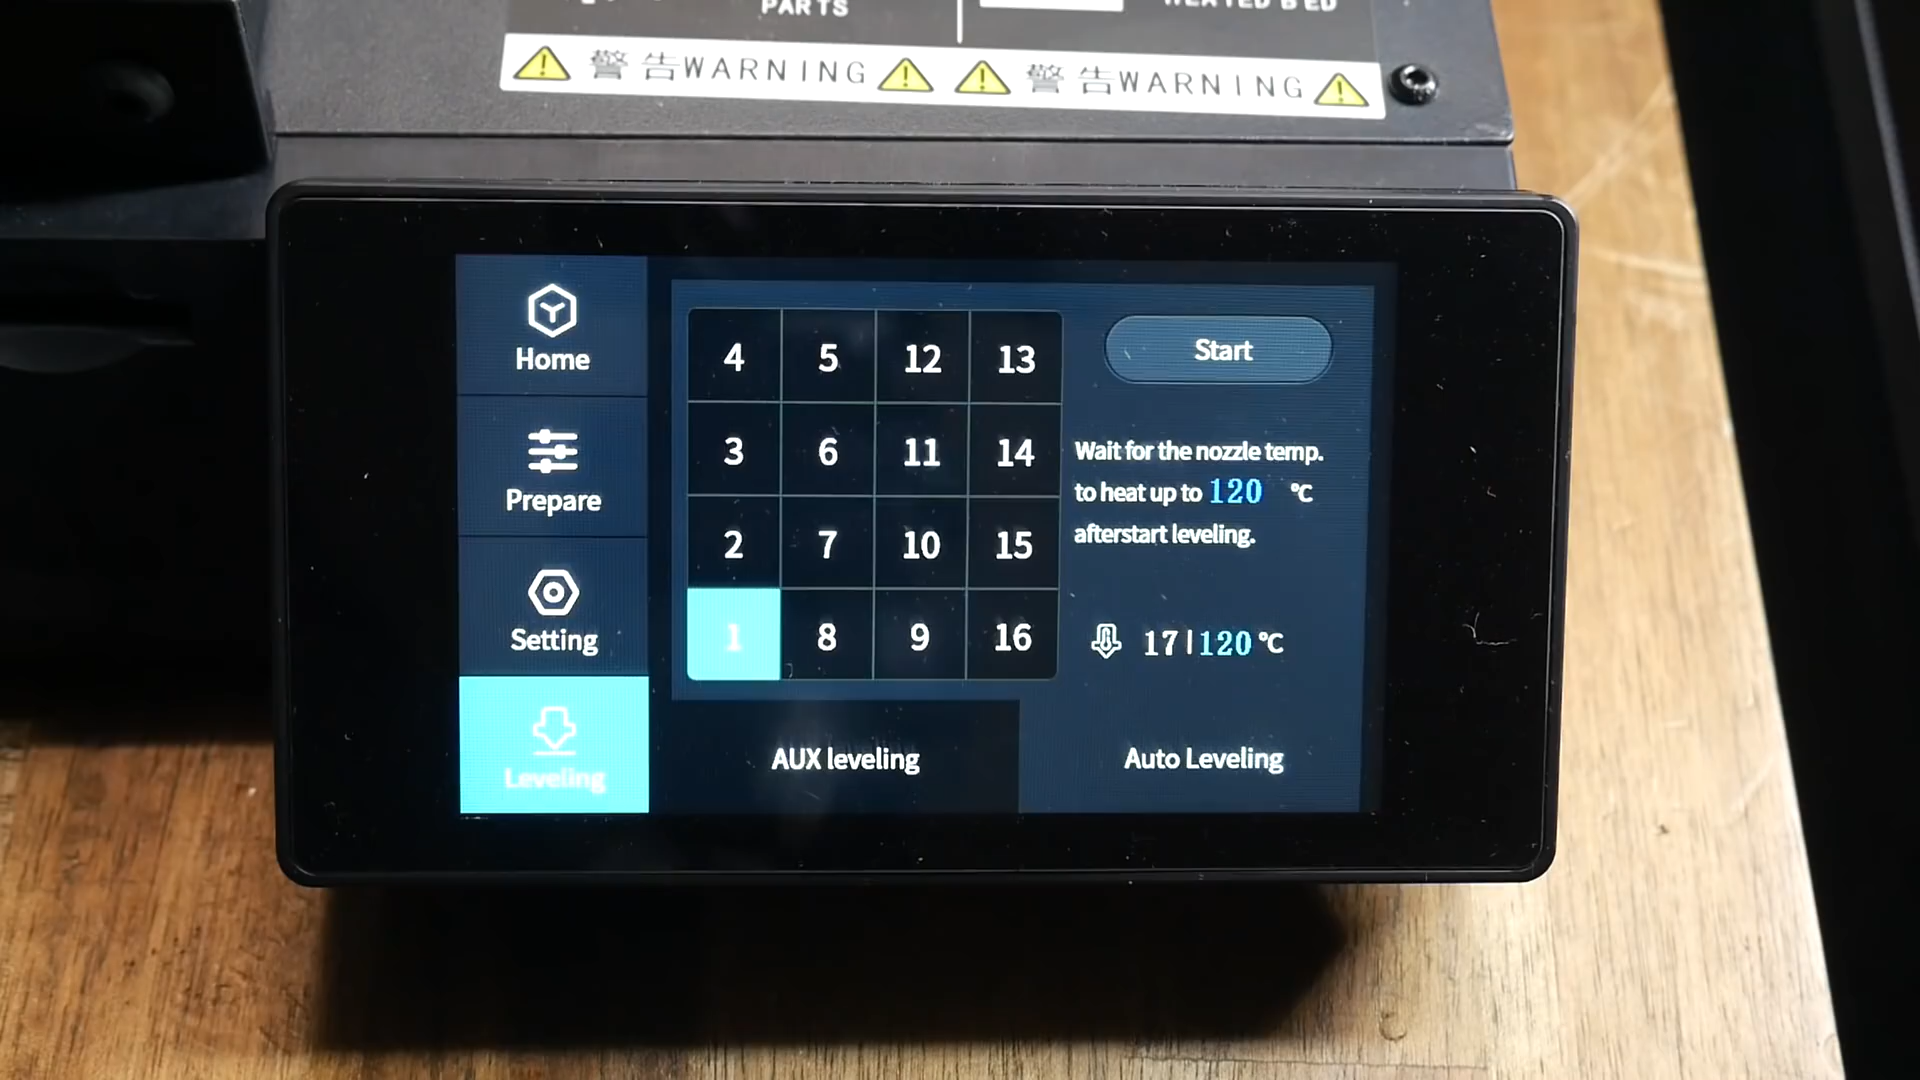 PARTS
HEATED BED
警告WARNING
警告WARNING
Home
Prepare
Setting
Leveling
4 5 12 13
3 6 11 14
2 7 10 15
1 8 9 16
Start
Wait for the nozzle temp.
to heat up to 120 °C
afterstart leveling.
17|120°C
AUX leveling
Auto Leveling